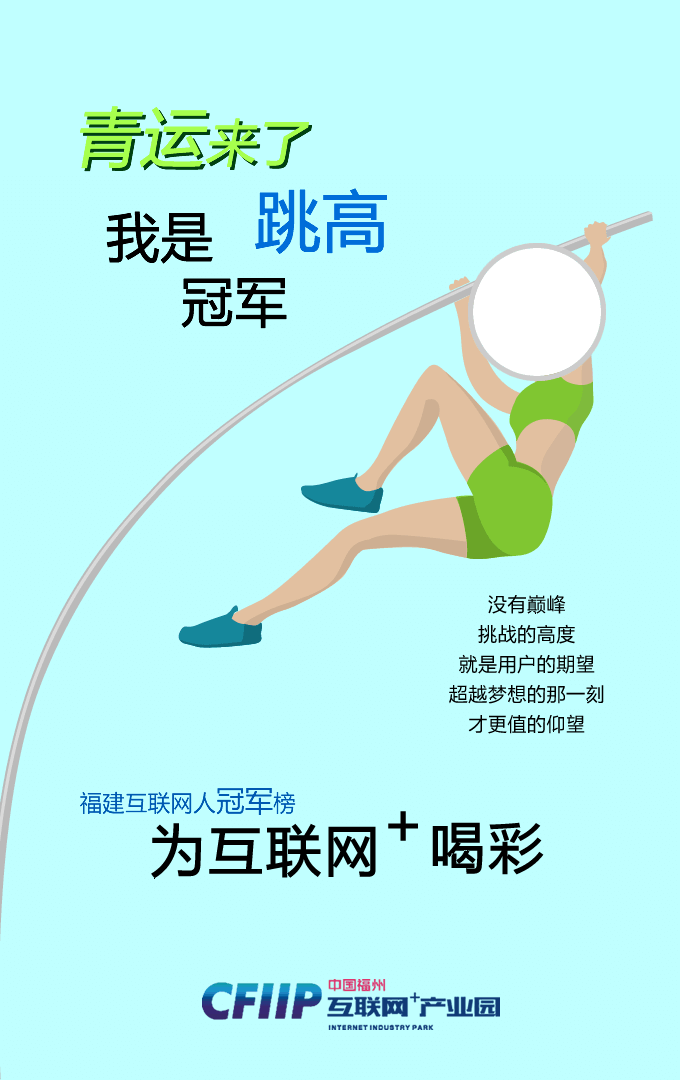 青运来了
我是 跳高
冠军
没有巅峰
挑战的高度
就是用户的期望
超越梦想的那一刻
才更值的仰望
福建互联网人冠军榜
为互联网+喝彩
CFIIP
中国福州
互联网+产业园
INTERNET INDUSTRY PARK